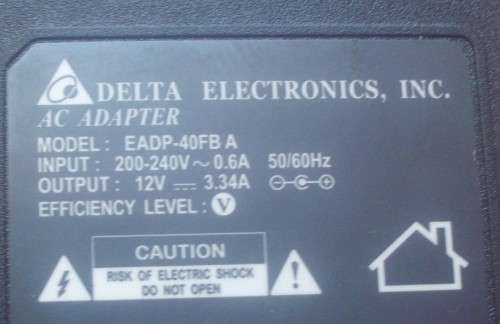 DELTA ELECTRONICS, INC.
AC ADAPTER
MODEL : EADP-40FB A
INPUT : 200-240V ~ 0.6A 50/60Hz
OUTPUT : 12V ⎓ 3.34A
EFFICIENCY LEVEL : V
CAUTION
RISK OF ELECTRIC SHOCK
DO NOT OPEN